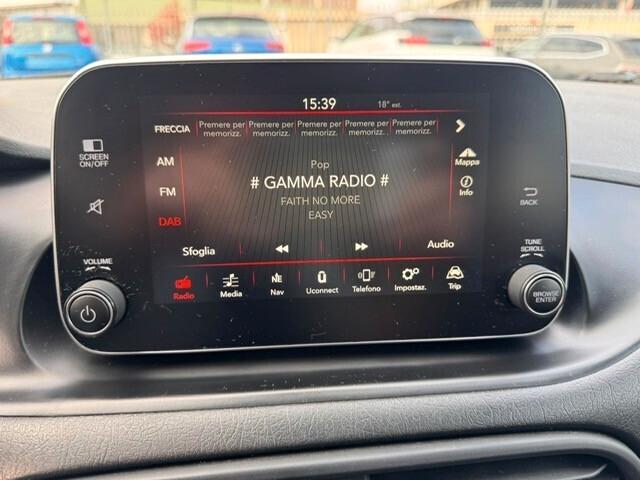 15:39
18° est.
FRECCIA
Premere per memorizz.
Premere per memorizz.
Premere per memorizz.
Premere per memorizz.
Premere per memorizz.
SCREEN
ON/OFF
AM
FM
DAB
Pop
# GAMMA RADIO #
FAITH NO MORE
EASY
Mappa
Info
BACK
Sfoglia
Audio
VOLUME
TUNE
SCROLL
BROWSE
ENTER
Radio
Media
NE
Nav
Uconnect
Telefono
Impostaz.
Trip